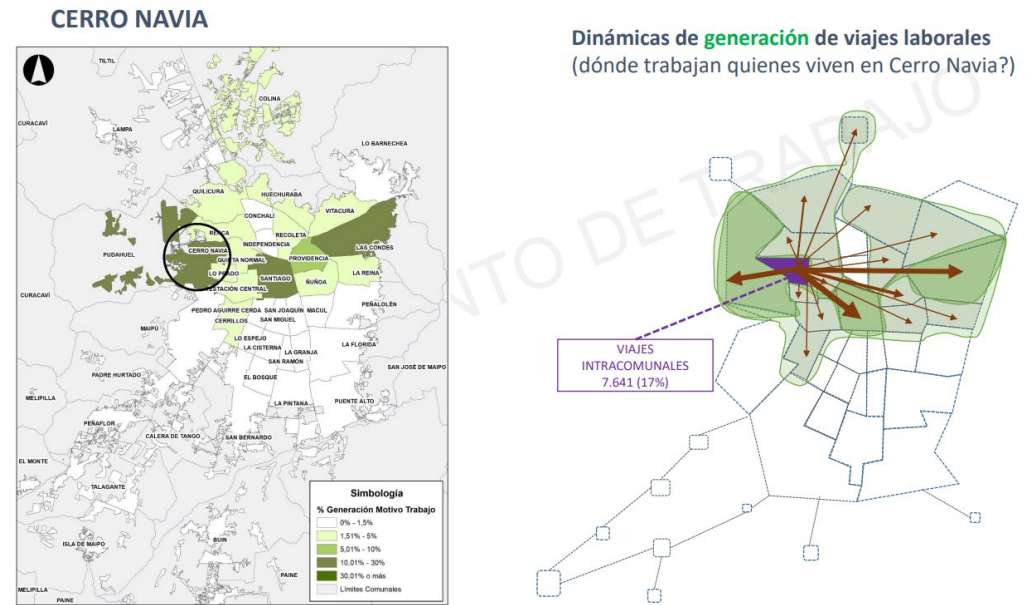 CERRO NAVIA
Dinámicas de generación de viajes laborales
(dónde trabajan quienes viven en Cerro Navia?)
TILTIL
COLINA
CURACAVÍ
LAMPA
LO BARNECHEA
QUILICURA
HUECHURABA
CONCHALÍ
VITACURA
RENCA
RECOLETA
INDEPENDENCIA
CERRO NAVIA
LAS CONDES
PUDAHUEL
QUINTA NORMAL
PROVIDENCIA
LO PRADO
SANTIAGO
LA REINA
ÑUÑOA
ESTACIÓN CENTRAL
CURACAVÍ
PEÑALOLÉN
PEDRO AGUIRRE CERDA
SAN JOAQUÍN
MACUL
CERRILLOS
SAN MIGUEL
MAIPÚ
LO ESPEJO
LA CISTERNA
LA GRANJA
LA FLORIDA
SAN RAMÓN
SAN JOSÉ DE MAIPO
PADRE HURTADO
EL BOSQUE
MELIPILLA
LA PINTANA
PUENTE ALTO
PEÑAFLOR
CALERA DE TANGO
SAN BERNARDO
EL MONTE
TALAGANTE
ISLA DE MAIPO
BUIN
PAINE
MELIPILLA
PAINE
Simbología
% Generación Motivo Trabajo
0% - 1,5%
1,51% - 5%
5,01% - 10%
10,01% - 30%
30,01% o más
Límites Comunales
VIAJES
INTRACOMUNALES
7.641 (17%)
NTO DE TRABAJO